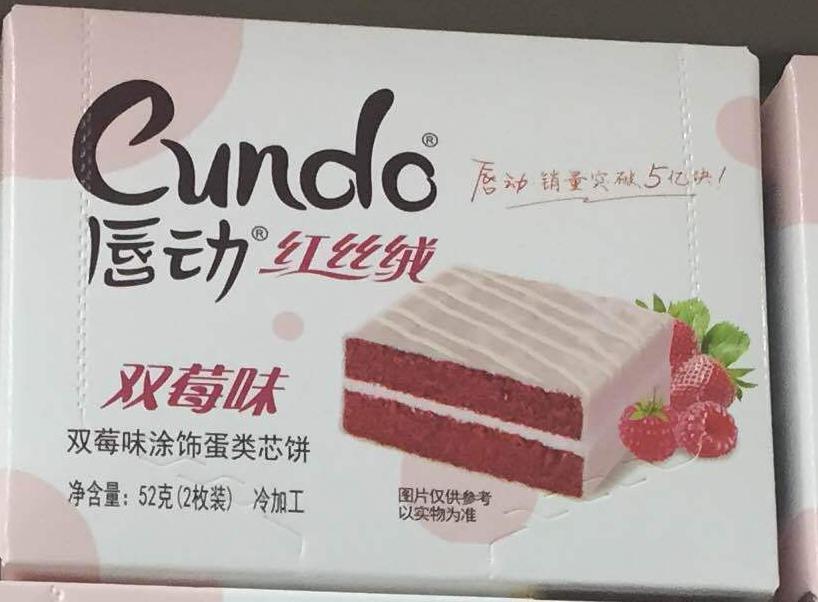 Cundo®
唇动®红丝绒
唇动销量突破5亿块!
双莓味
双莓味涂饰蛋类芯饼
净含量：52克(2枚装) 冷加工
图片仅供参考
以实物为准